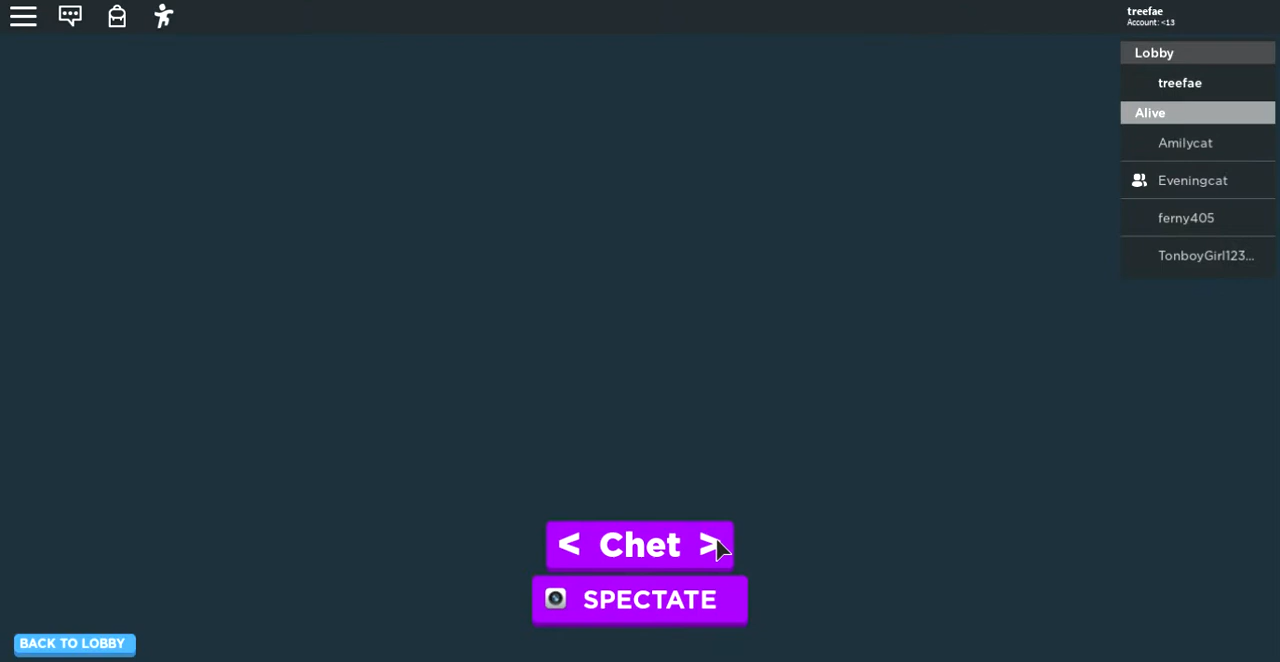 treefae
Account: <13
Lobby
treefae
Alive
Amilycat
Eveningcat
ferny405
TonboyGirl123...
< Chet >
SPECTATE
BACK TO LOBBY